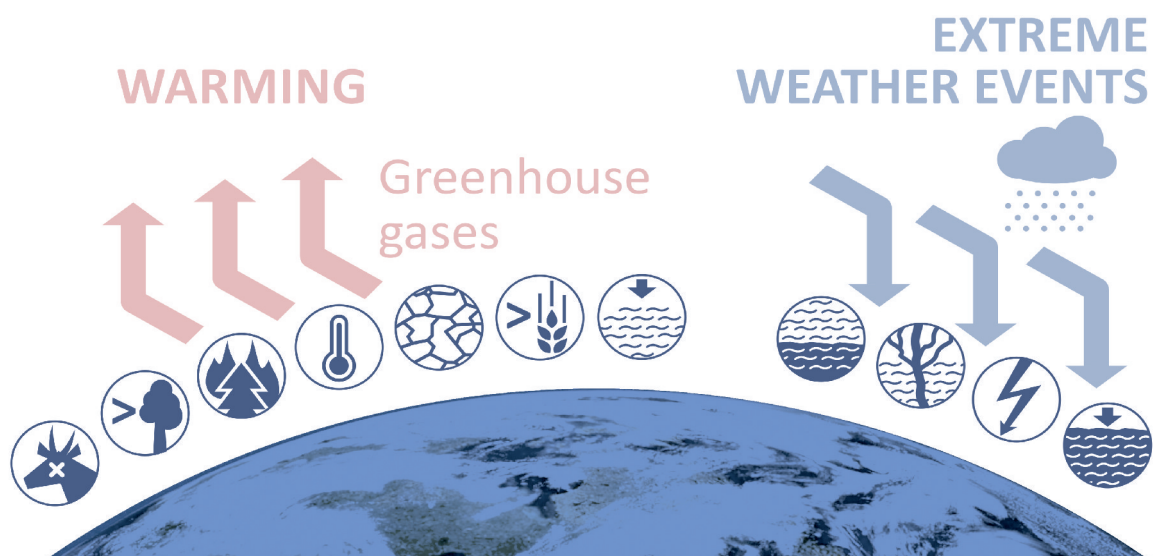 WARMING
EXTREME
WEATHER EVENTS
Greenhouse
gases
>
>